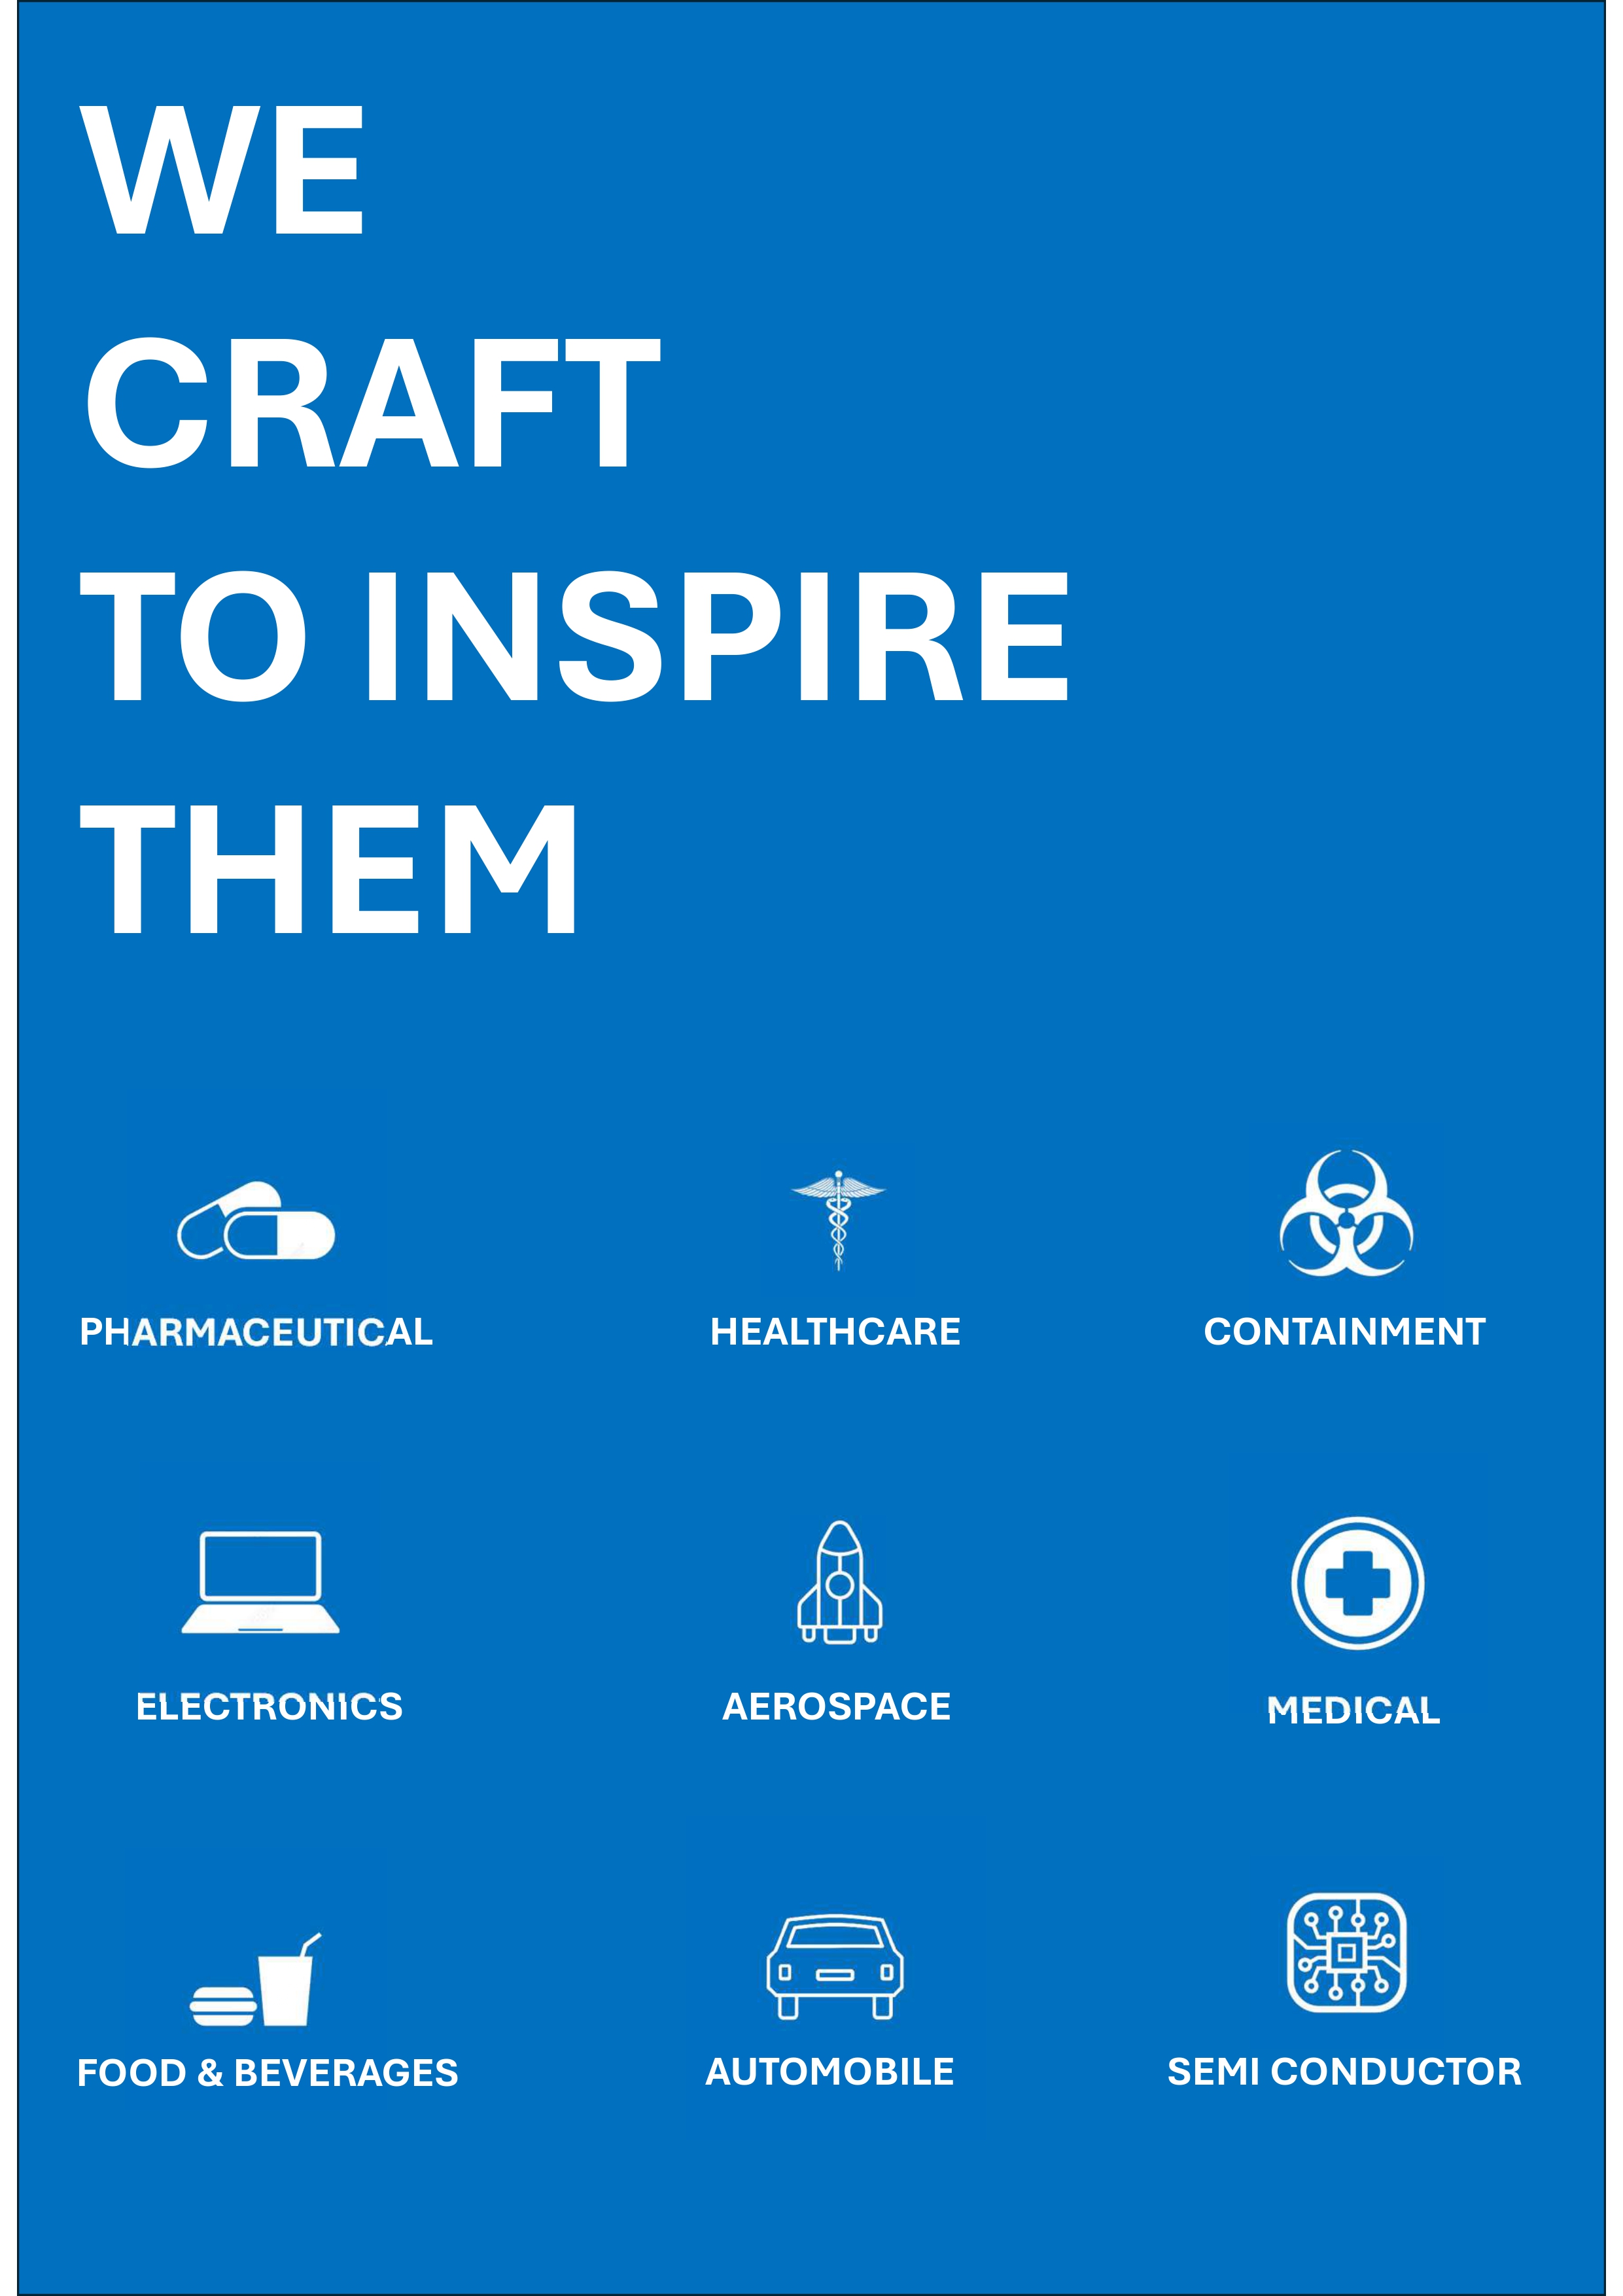 WE
CRAFT
TO INSPIRE
THEM
PHARMACEUTICAL
HEALTHCARE
CONTAINMENT
ELECTRONICS
AEROSPACE
MEDICAL
FOOD & BEVERAGES
AUTOMOBILE
SEMI CONDUCTOR